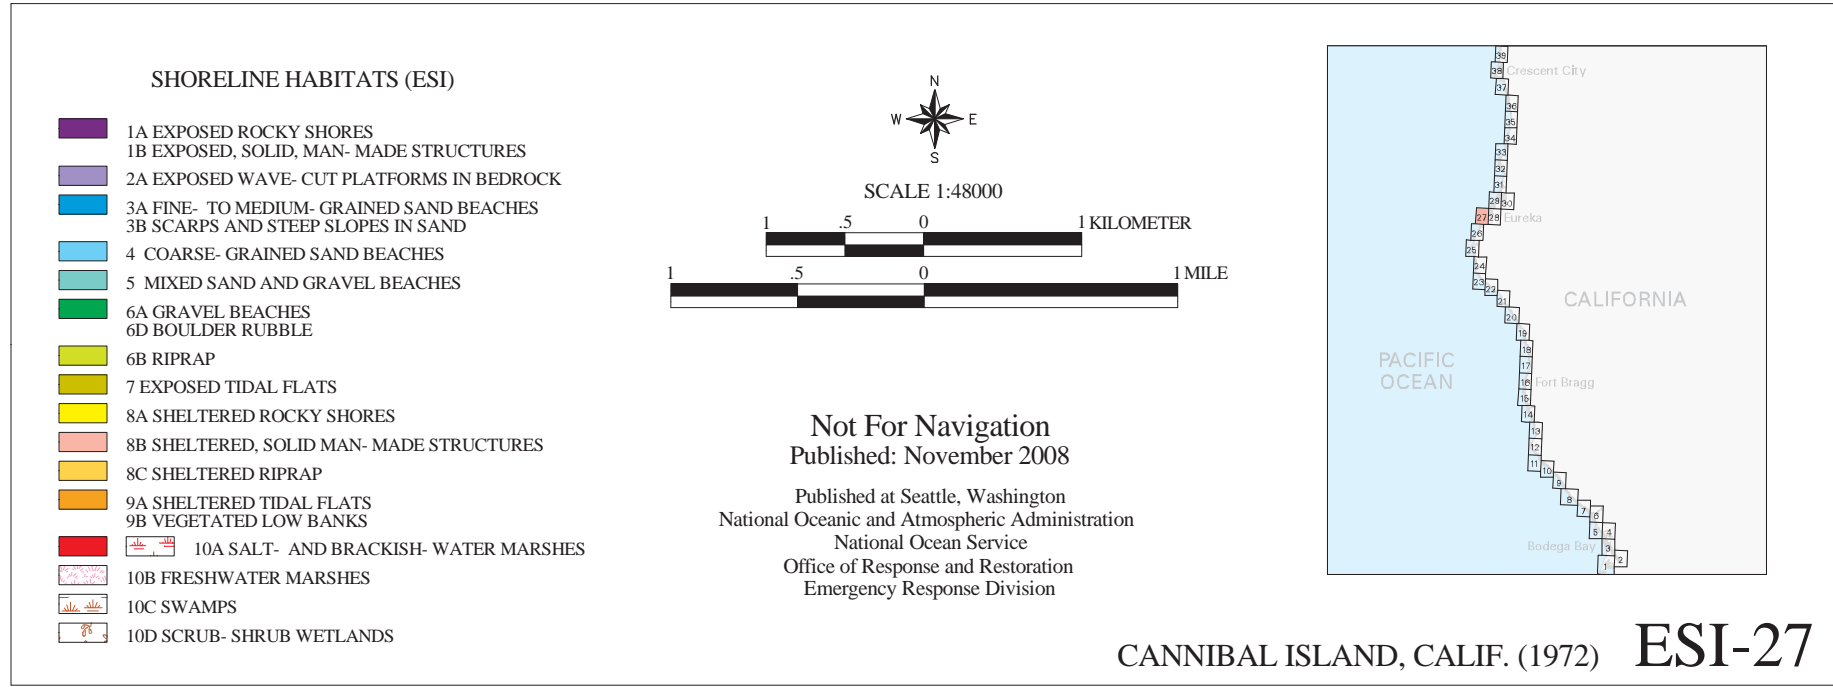 SHORELINE HABITATS (ESI)
1A EXPOSED ROCKY SHORES
1B EXPOSED, SOLID, MAN- MADE STRUCTURES
2A EXPOSED WAVE- CUT PLATFORMS IN BEDROCK
3A FINE- TO MEDIUM- GRAINED SAND BEACHES
3B SCARPS AND STEEP SLOPES IN SAND
4 COARSE- GRAINED SAND BEACHES
5 MIXED SAND AND GRAVEL BEACHES
6A GRAVEL BEACHES
6D BOULDER RUBBLE
6B RIPRAP
7 EXPOSED TIDAL FLATS
8A SHELTERED ROCKY SHORES
8B SHELTERED, SOLID MAN- MADE STRUCTURES
8C SHELTERED RIPRAP
9A SHELTERED TIDAL FLATS
9B VEGETATED LOW BANKS
10A SALT- AND BRACKISH- WATER MARSHES
10B FRESHWATER MARSHES
10C SWAMPS
10D SCRUB- SHRUB WETLANDS
N
W E
S
SCALE 1:48000
1 .5 0 1 KILOMETER
1 .5 0 1 MILE
Not For Navigation
Published: November 2008
Published at Seattle, Washington
National Oceanic and Atmospheric Administration
National Ocean Service
Office of Response and Restoration
Emergency Response Division
39
38 Crescent City
37
36
35
34
33
32
31
29 30
27 28 Eureka
26
25
24
23
22
21
CALIFORNIA
20
19
18
PACIFIC
OCEAN
17
16 Fort Bragg
15
14
13
12
11
10
9
8
7
6
5 4
Bodega Bay 3
2
1
CANNIBAL ISLAND, CALIF. (1972) ESI-27